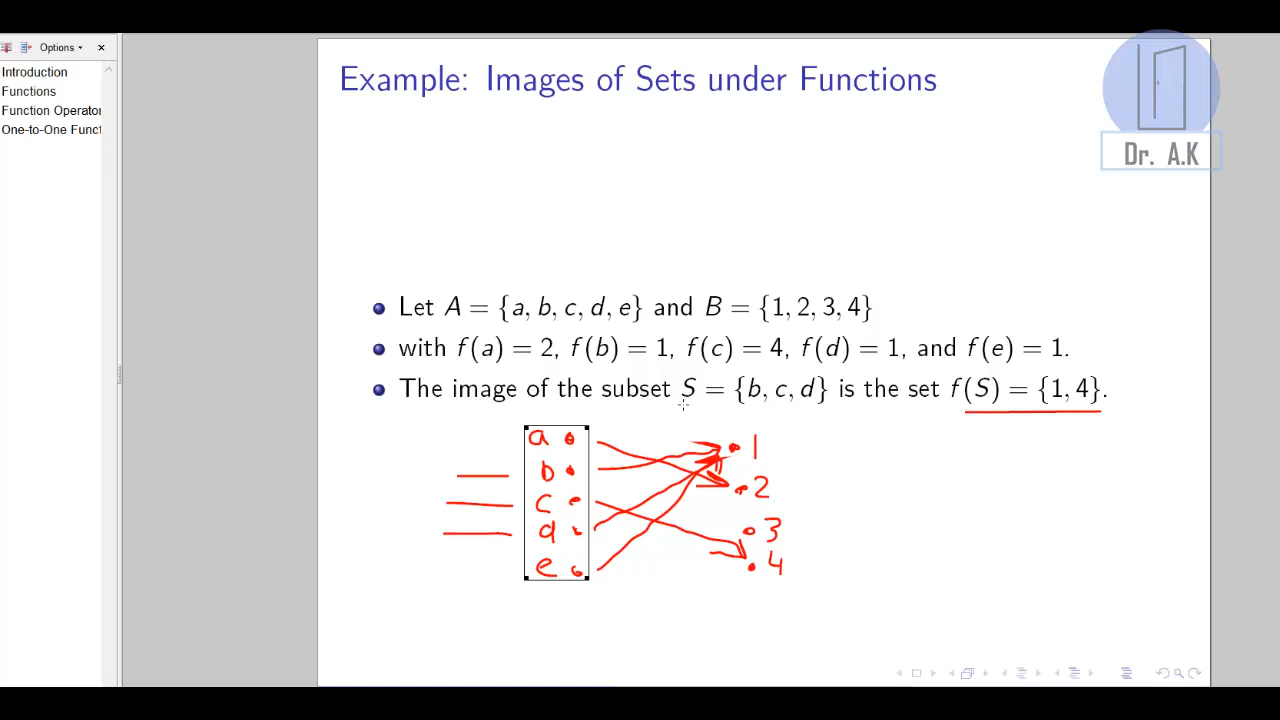 Options
Introduction
Functions
Function Operator
One-to-One Funct
Example: Images of Sets under Functions
Dr. A.K
Let A = {a, b, c, d, e} and B = {1, 2, 3, 4}
with f(a) = 2, f(b) = 1, f(c) = 4, f(d) = 1, and f(e) = 1.
The image of the subset S = {b, c, d} is the set f(S) = {1, 4}.
a 1
b 2
c 3
d 4
e